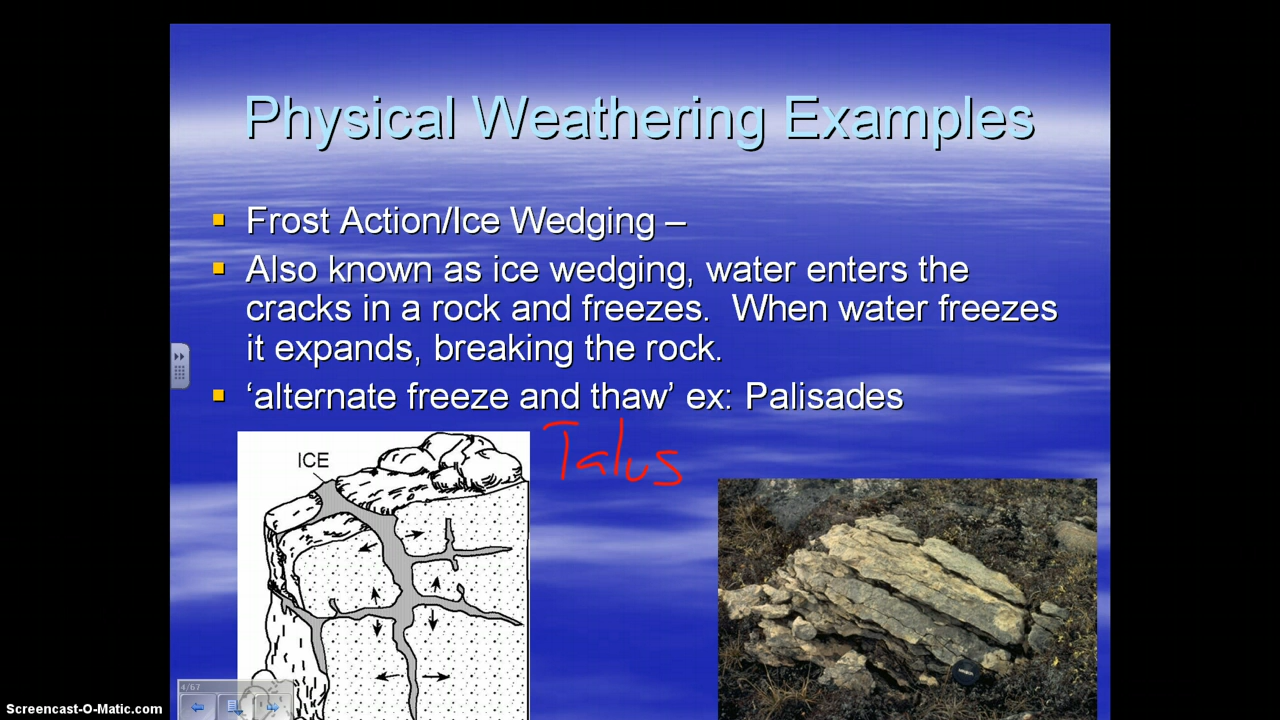 Physical Weathering Examples
Frost Action/Ice Wedging –
Also known as ice wedging, water enters the
cracks in a rock and freezes.  When water freezes
it expands, breaking the rock.
‘alternate freeze and thaw’ ex: Palisades
Talus
ICE
4/67
Screencast-O-Matic.com